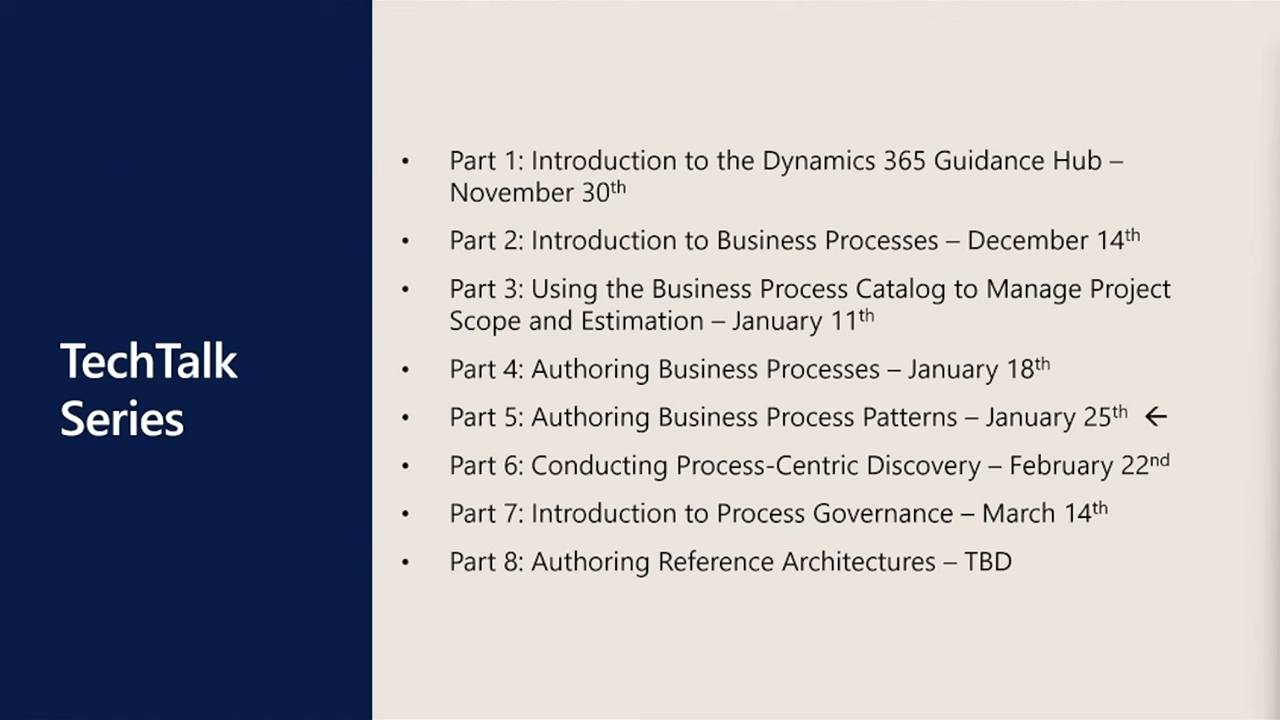 TechTalk
Series
• Part 1: Introduction to the Dynamics 365 Guidance Hub –
November 30th
• Part 2: Introduction to Business Processes – December 14th
• Part 3: Using the Business Process Catalog to Manage Project
Scope and Estimation – January 11th
• Part 4: Authoring Business Processes – January 18th
• Part 5: Authoring Business Process Patterns – January 25th ←
• Part 6: Conducting Process-Centric Discovery – February 22nd
• Part 7: Introduction to Process Governance – March 14th
• Part 8: Authoring Reference Architectures – TBD